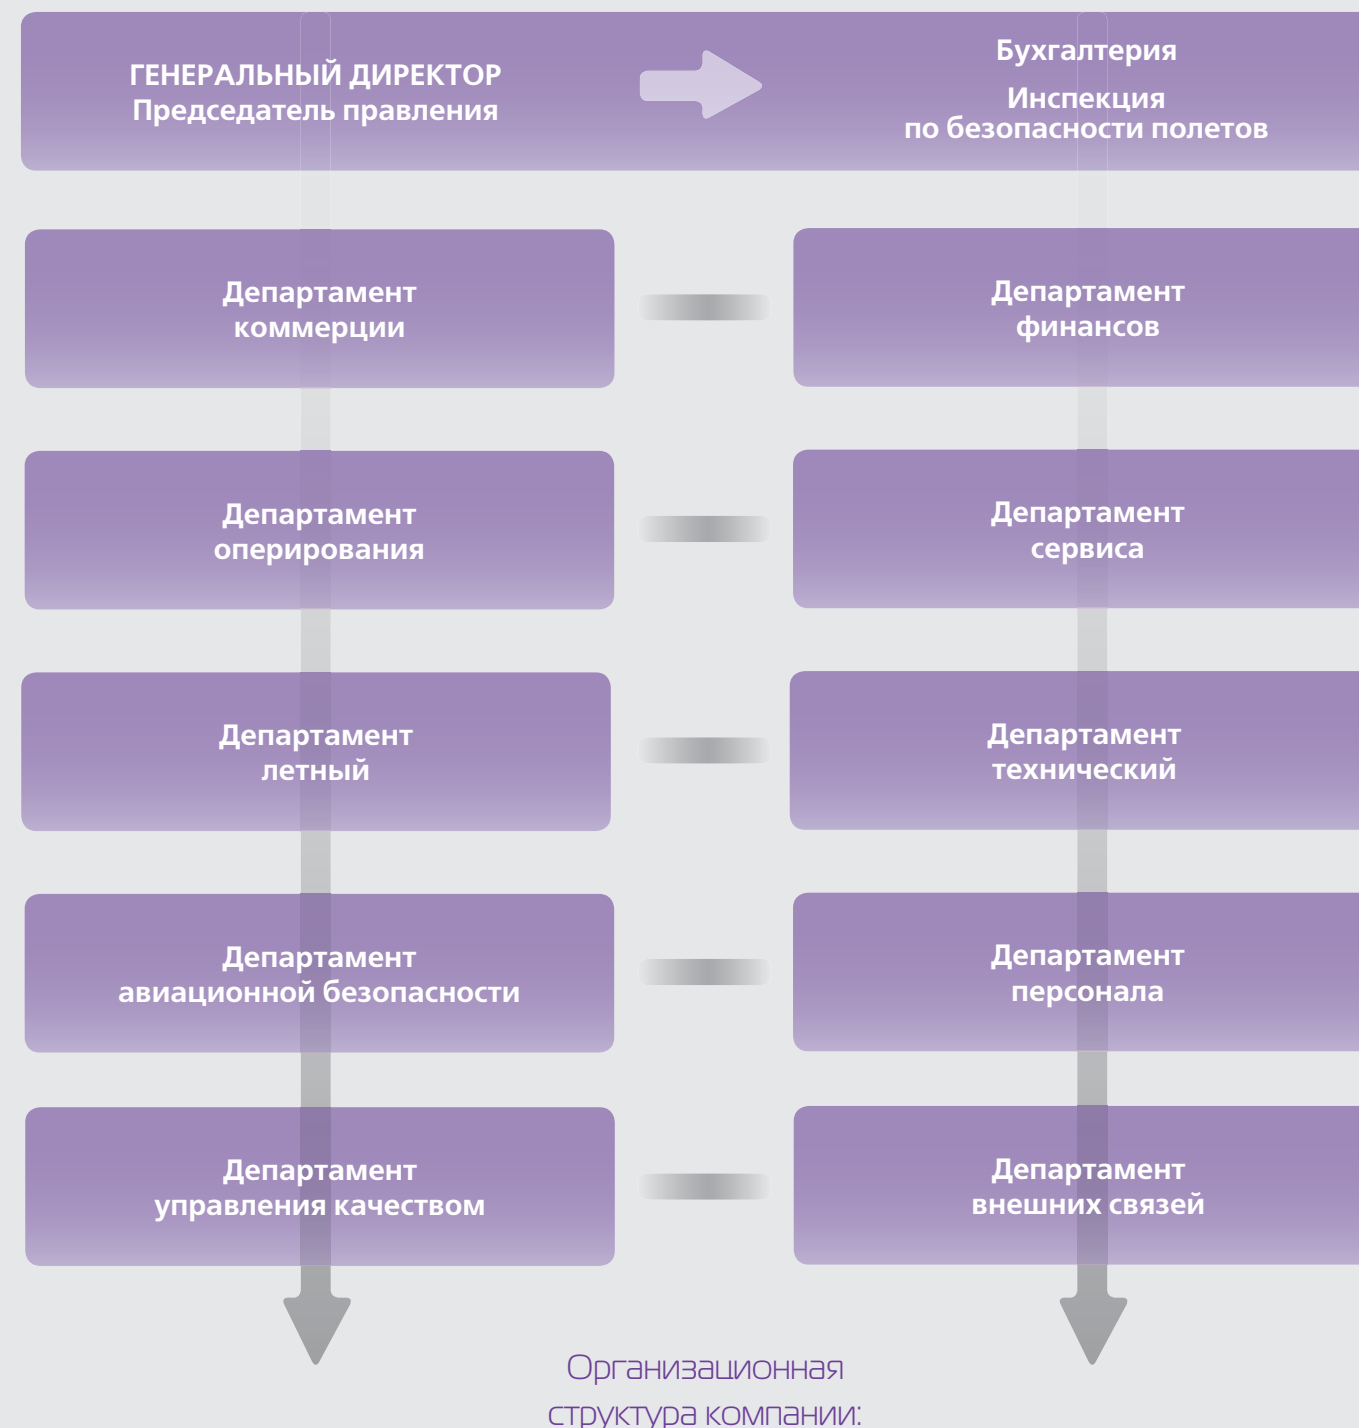 ГЕНЕРАЛЬНЫЙ ДИРЕКТОР
Председатель правления
Бухгалтерия
Инспекция
по безопасности полетов
Департамент
коммерции
Департамент
финансов
Департамент
оперирования
Департамент
сервиса
Департамент
летный
Департамент
технический
Департамент
авиационной безопасности
Департамент
персонала
Департамент
управления качеством
Департамент
внешних связей
Организационная
структура компании: